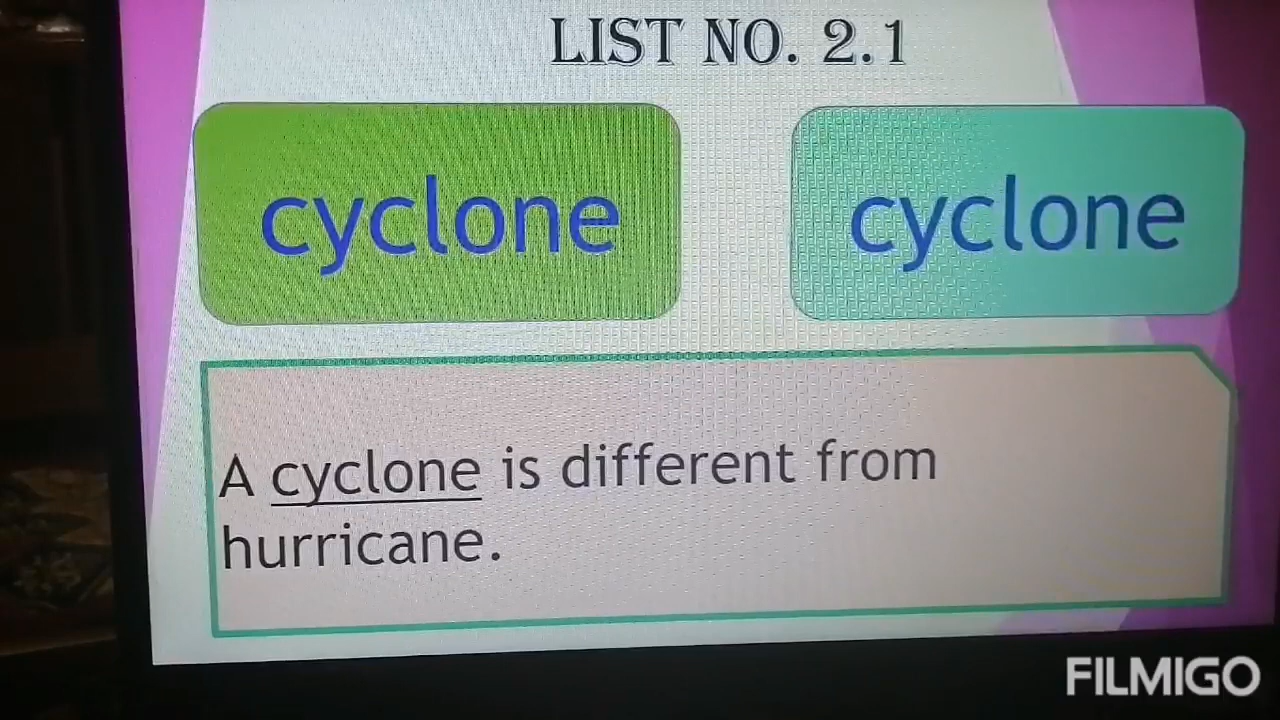 LIST NO. 2.1
cyclone
cyclone
A cyclone is different from
hurricane.
FILMIGO